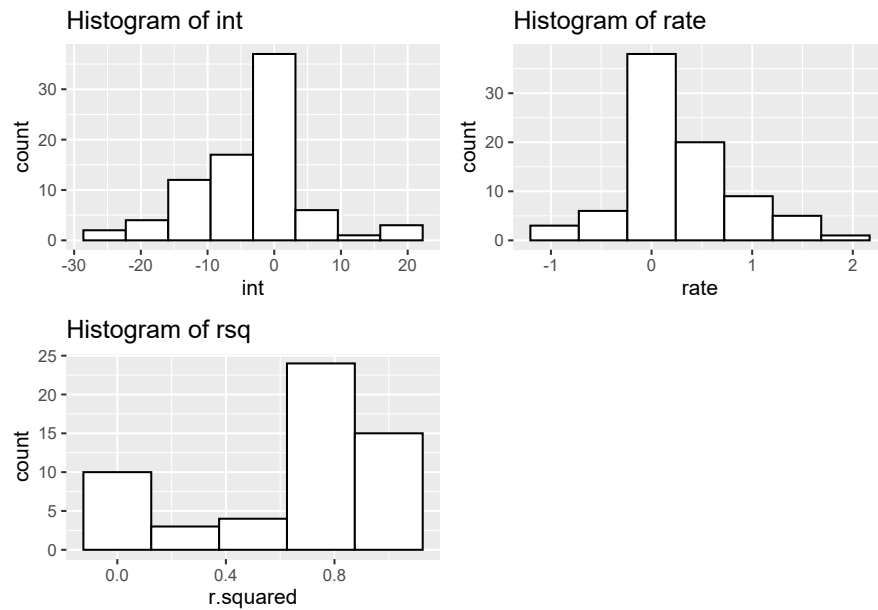 Histogram of int
count
30
20
10
0
-30 -20 -10 0 10 20
int
Histogram of rate
count
30
20
10
0
-1 0 1 2
rate
Histogram of rsq
count
25
20
15
10
5
0
0.0 0.4 0.8
r.squared